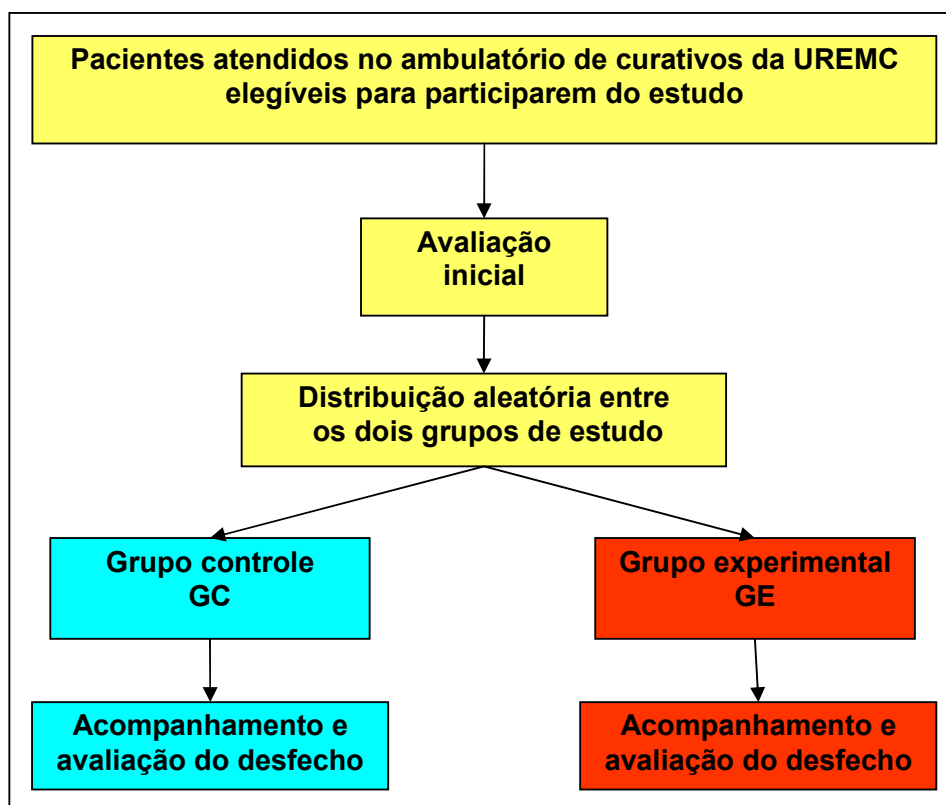 Pacientes atendidos no ambulatório de curativos da UREMC
elegíveis para participarem do estudo
Avaliação
inicial
Distribuição aleatória entre
os dois grupos de estudo
Grupo controle
GC
Grupo experimental
GE
Acompanhamento e
avaliação do desfecho
Acompanhamento e
avaliação do desfecho